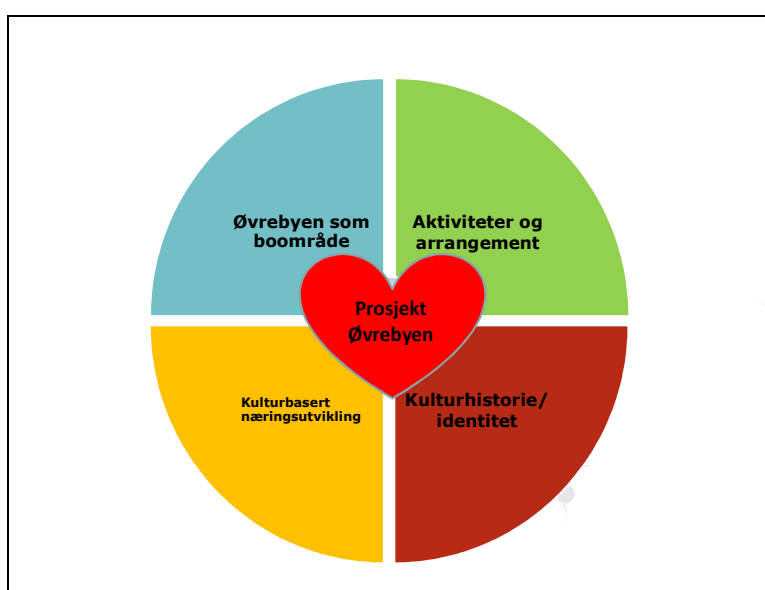 Øvrebyen som
boområde
Aktiviteter og
arrangement
Prosjekt
Øvrebyen
Kulturbasert
næringsutvikling
Kulturhistorie/
identitet